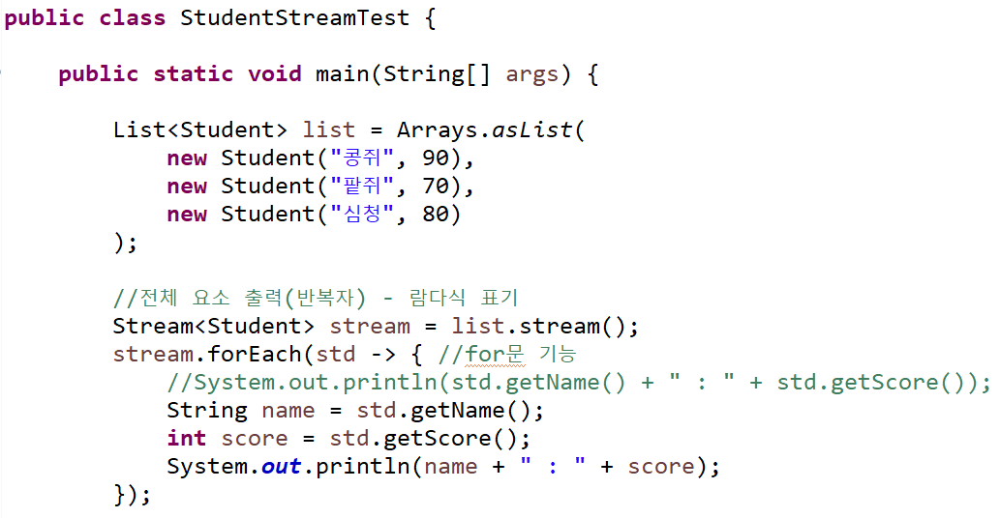 public class StudentStreamTest {
public static void main(String[] args) {
List<Student> list = Arrays.asList(
new Student("콩쥐", 90),
new Student("팥쥐", 70),
new Student("심청", 80)
);
//전체 요소 출력(반복자) - 람다식 표기
Stream<Student> stream = list.stream();
stream.forEach(std -> { //for문 기능
//System.out.println(std.getName() + " : " + std.getScore());
String name = std.getName();
int score = std.getScore();
System.out.println(name + " : " + score);
});